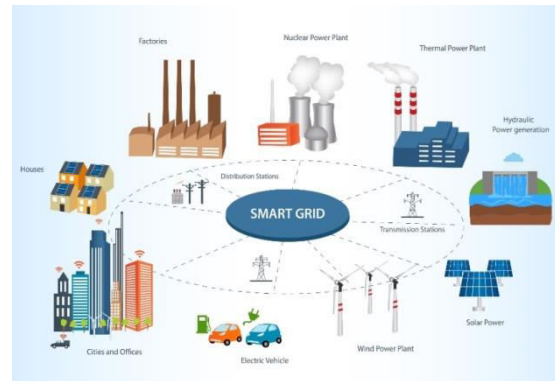 Factories
Nuclear Power Plant
Thermal Power Plant
Hydraulic
Power generation
Houses
Distribution Stations
SMART GRID
Transmission Stations
Solar Power
Cities and Offices
Electric Vehicle
Wind Power Plant